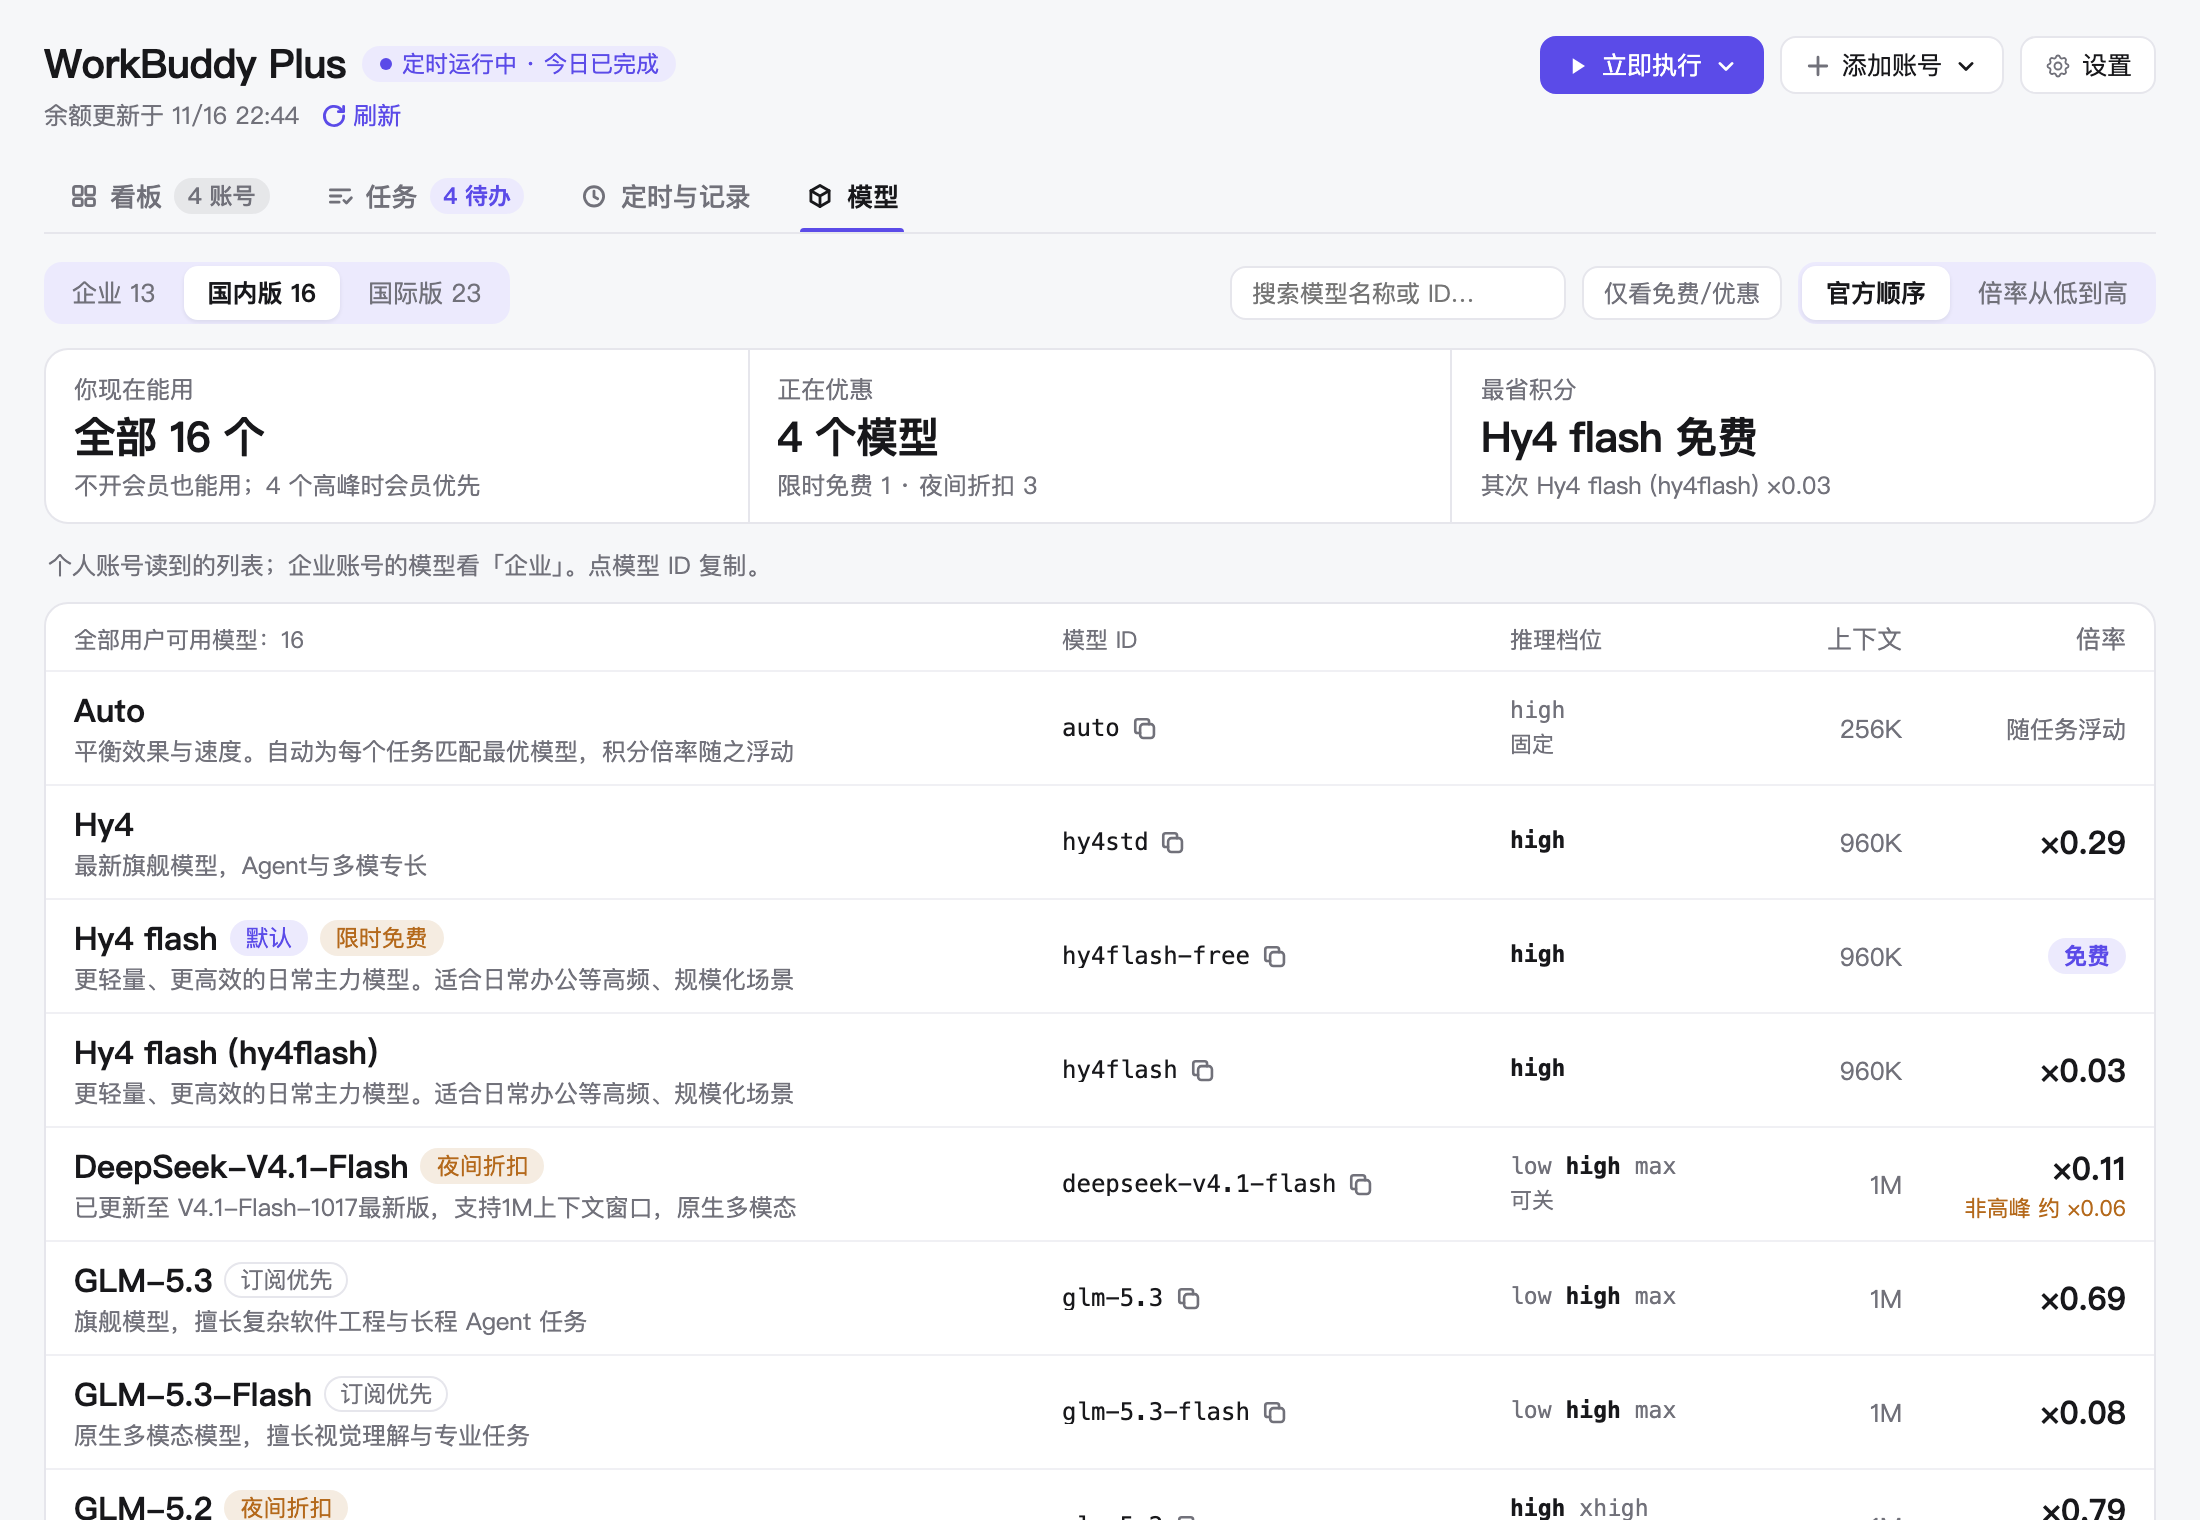 WorkBuddy Plus 定时运行中 · 今日已完成
立即执行 添加账号 设置
余额更新于 11/16 22:44 刷新
看板 4 账号 任务 4 待办 定时与记录 模型
企业 13 国内版 16 国际版 23
搜索模型名称或 ID... 仅看免费/优惠 官方顺序 倍率从低到高
你现在能用
全部 16 个
不开会员也能用；4 个高峰时会员优先
正在优惠
4 个模型
限时免费 1 · 夜间折扣 3
最省积分
Hy4 flash 免费
其次 Hy4 flash (hy4flash) ×0.03
个人账号读到的列表；企业账号的模型看「企业」。点模型 ID 复制。
全部用户可用模型：16 模型 ID 推理档位 上下文 倍率
Auto
平衡效果与速度。自动为每个任务匹配最优模型，积分倍率随之浮动
auto
high
固定
256K
随任务浮动
Hy4
最新旗舰模型，Agent与多模专长
hy4std
high
960K
×0.29
Hy4 flash 默认 限时免费
更轻量、更高效的日常主力模型。适合日常办公等高频、规模化场景
hy4flash-free
high
960K
免费
Hy4 flash (hy4flash)
更轻量、更高效的日常主力模型。适合日常办公等高频、规模化场景
hy4flash
high
960K
×0.03
DeepSeek-V4.1-Flash 夜间折扣
已更新至 V4.1-Flash-1017最新版，支持1M上下文窗口，原生多模态
deepseek-v4.1-flash
low high max
可关
1M
×0.11
非高峰 约 ×0.06
GLM-5.3 订阅优先
旗舰模型，擅长复杂软件工程与长程 Agent 任务
glm-5.3
low high max
1M
×0.69
GLM-5.3-Flash 订阅优先
原生多模态模型，擅长视觉理解与专业任务
glm-5.3-flash
low high max
1M
×0.08
GLM-5.2 夜间折扣
high xhigh
×0.79